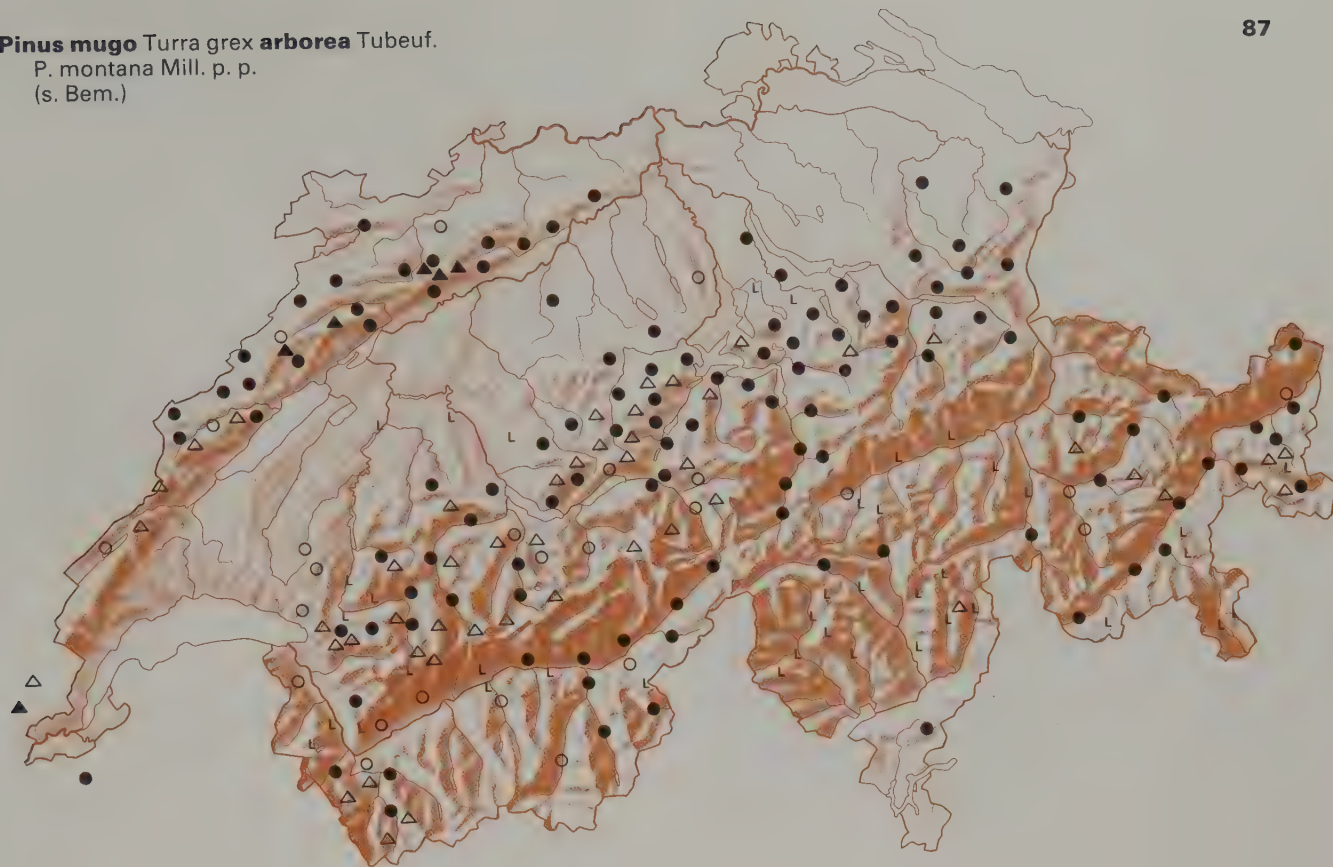 Pinus mugo Turra grex arborea Tubeuf.
P. montana Mill. p. p.
(s. Bem.)
87